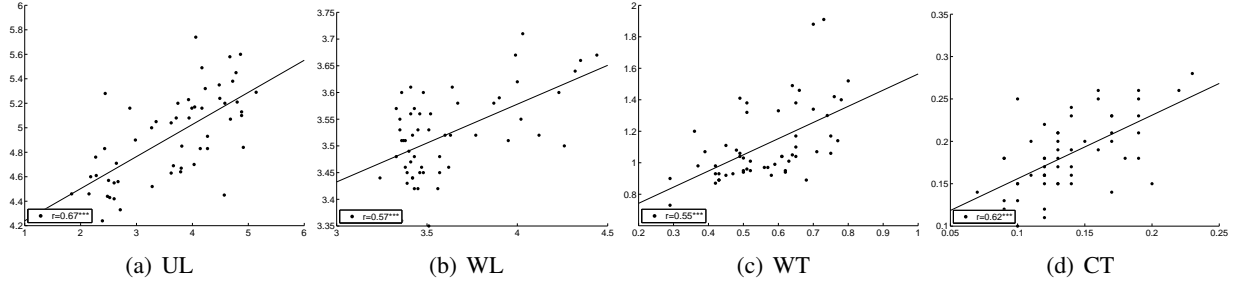 6
5.8
5.6
5.4
5.2
5
4.8
4.6
4.4
4.2
1 2 3 4 5 6
r=0.67***
(a) UL
3.75
3.7
3.65
3.6
3.55
3.5
3.45
3.4
3.35
3 3.5 4 4.5
r=0.57***
(b) WL
2
1.8
1.6
1.4
1.2
1
0.8
0.2 0.3 0.4 0.5 0.6 0.7 0.8 0.9 1
r=0.55***
(c) WT
0.35
0.3
0.25
0.2
0.15
0.1
0.05 0.1 0.15 0.2 0.25
r=0.62***
(d) CT